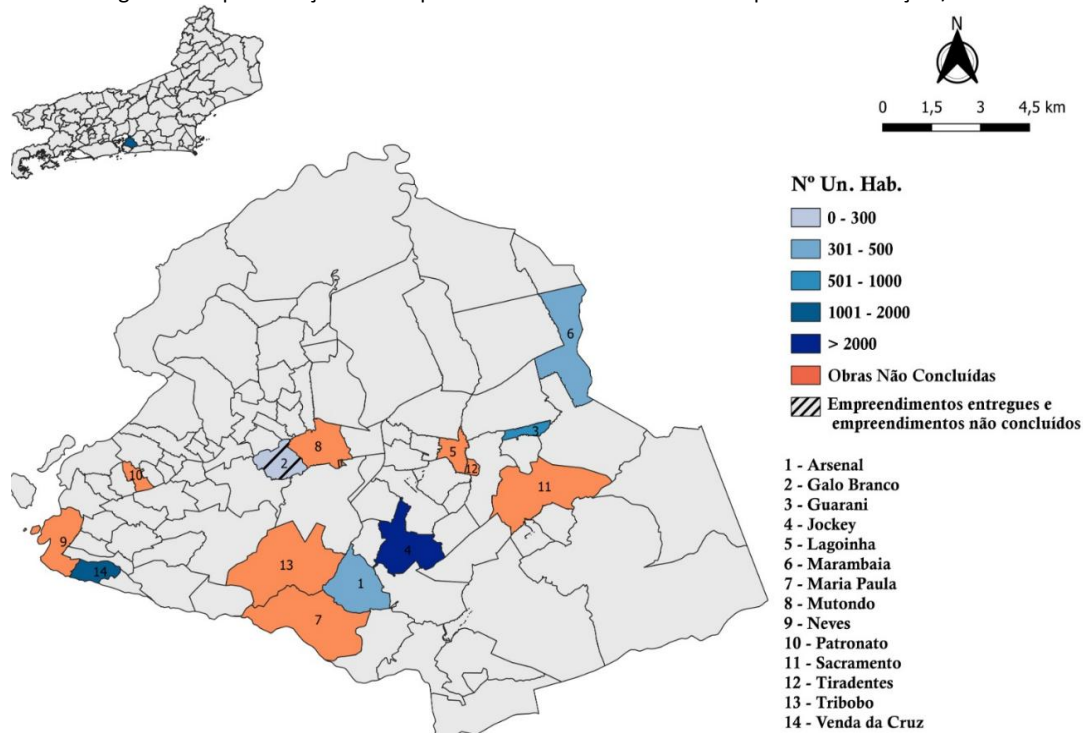 N
0 1,5 3 4,5 km
Nº Un. Hab.
0 - 300
301 - 500
501 - 1000
1001 - 2000
> 2000
Obras Não Concluídas
Empreendimentos entregues e
empreendimentos não concluídos
1 - Arsenal
2 - Galo Branco
3 - Guarani
4 - Jockey
5 - Lagoinha
6 - Marambaia
7 - Maria Paula
8 - Mutondo
9 - Neves
10 - Patronato
11 - Sacramento
12 - Tiradentes
13 - Tribobo
14 - Venda da Cruz
6
3
8
5
2
12
10
11
9
4
14
13
1
7